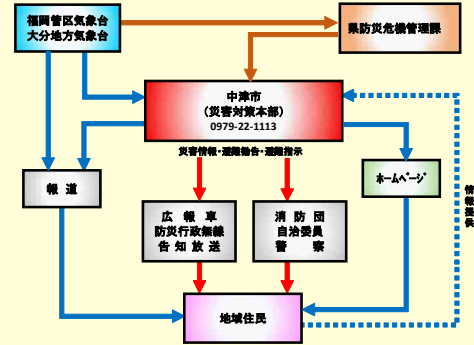 福岡管区気象台
大分地方気象台
県防災危機管理課
中津市
(災害対策本部)
0979-22-1113
災害情報・避難勧告・避難指示
報 道
ホームページ
広 報 車
防災行政無線
告 知 放 送
消 防 団
自治委員
警 察
情報提供
地域住民